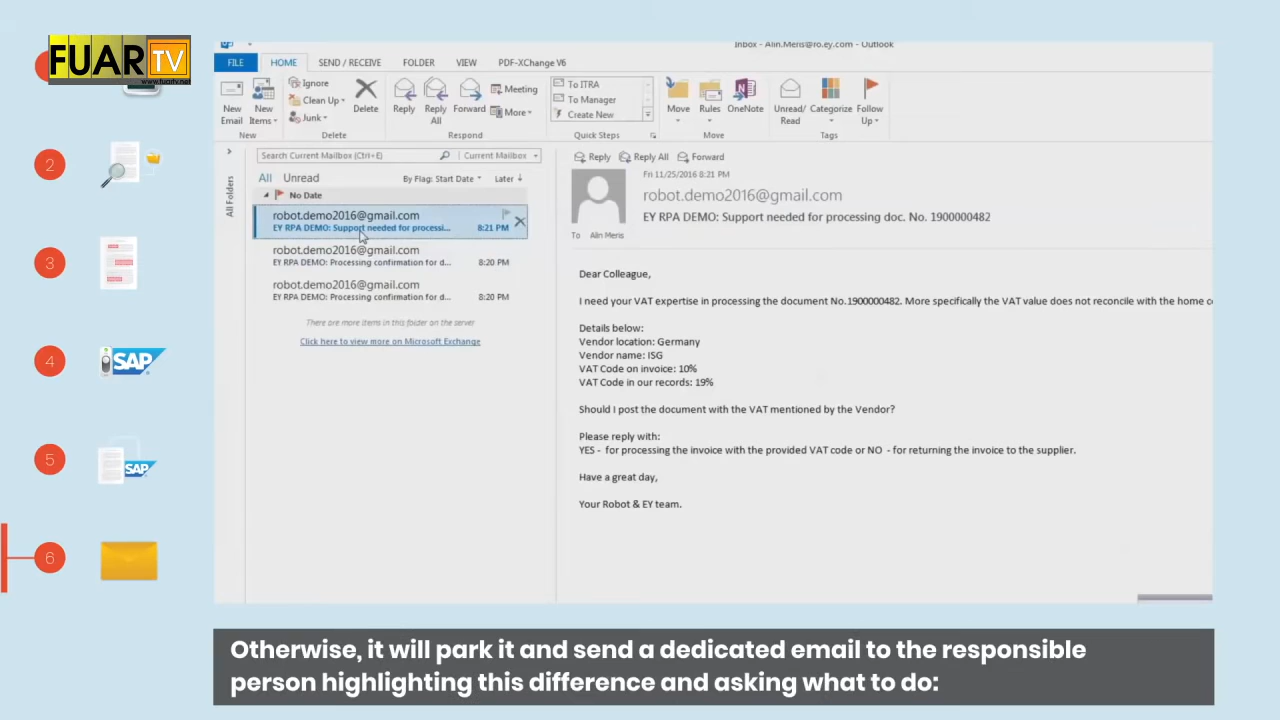 FUAR TV
www.fuartv.net
2
3
4
SAP
5
SAP
6
Inbox - Alin.Meris@ro.ey.com - Outlook
FILE HOME SEND / RECEIVE FOLDER VIEW PDF-XChange V6
New Email
New Items
New
Ignore
Clean Up
Junk
Delete
Delete
Reply
Reply All
Forward
Meeting
More
Respond
To ITRA
To Manager
Create New
Quick Steps
Move
Rules
OneNote
Move
Unread/ Read
Categorize
Follow Up
Tags
All Folders
Search Current Mailbox (Ctrl+E) Current Mailbox
All Unread By Flag: Start Date Later
No Date
robot.demo2016@gmail.com
EY RPA DEMO: Support needed for processi... 8:21 PM
robot.demo2016@gmail.com
EY RPA DEMO: Processing confirmation for d... 8:20 PM
robot.demo2016@gmail.com
EY RPA DEMO: Processing confirmation for d... 8:20 PM
There are more items in this folder on the server
Click here to view more on Microsoft Exchange
Reply Reply All Forward
Fri 11/25/2016 8:21 PM
robot.demo2016@gmail.com
EY RPA DEMO: Support needed for processing doc. No. 1900000482
To Alin Meris
Dear Colleague,
I need your VAT expertise in processing the document No.1900000482. More specifically the VAT value does not reconcile with the home
Details below:
Vendor location: Germany
Vendor name: ISG
VAT Code on invoice: 10%
VAT Code in our records: 19%
Should I post the document with the VAT mentioned by the Vendor?
Please reply with:
YES - for processing the invoice with the provided VAT code or NO - for returning the invoice to the supplier.
Have a great day,
Your Robot & EY team.
Otherwise, it will park it and send a dedicated email to the responsible
person highlighting this difference and asking what to do: